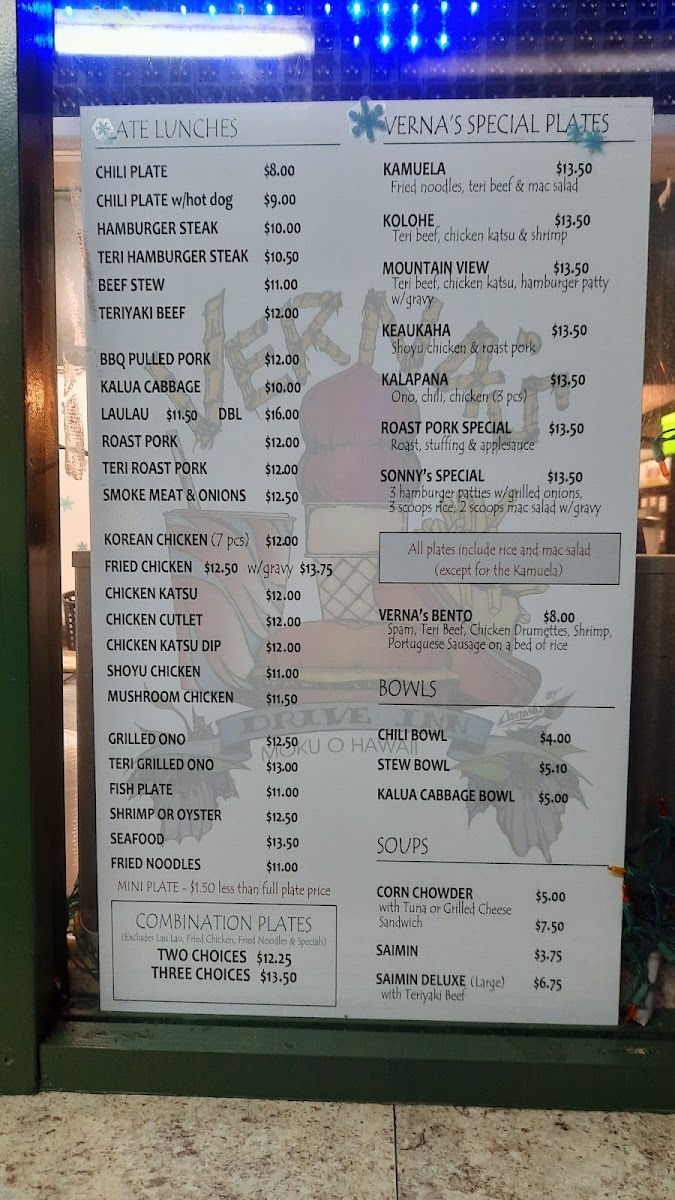 ATE LUNCHES
CHILI PLATE $8.00
CHILI PLATE w/hot dog $9.00
HAMBURGER STEAK $10.00
TERI HAMBURGER STEAK $10.50
BEEF STEW $11.00
TERIYAKI BEEF $12.00
BBQ PULLED PORK $12.00
KALUA CABBAGE $10.00
LAULAU $11.50 DBL $16.00
ROAST PORK $12.00
TERI ROAST PORK $12.00
SMOKE MEAT & ONIONS $12.50
KOREAN CHICKEN (7 pcs) $12.00
FRIED CHICKEN $12.50 w/gravy $13.75
CHICKEN KATSU $12.00
CHICKEN CUTLET $12.00
CHICKEN KATSU DIP $12.00
SHOYU CHICKEN $11.00
MUSHROOM CHICKEN $11.50
GRILLED ONO $12.50
TERI GRILLED ONO $13.00
FISH PLATE $11.00
SHRIMP OR OYSTER $12.50
SEAFOOD $13.50
FRIED NOODLES $11.00
MINI PLATE - $1.50 less than full plate price
COMBINATION PLATES
(Excludes Lau Lau, Fried Chicken, Fried Noodles & Specials)
TWO CHOICES $12.25
THREE CHOICES $13.50
VERNA'S SPECIAL PLATES
KAMUELA $13.50
Fried noodles, teri beef & mac salad
KOLOHE $13.50
Teri beef, chicken katsu & shrimp
MOUNTAIN VIEW $13.50
Teri beef, chicken katsu, hamburger patty
w/gravy
KEAUKAHA $13.50
Shoyu chicken & roast pork
KALAPANA $13.50
Ono, chili, chicken (3 pcs)
ROAST PORK SPECIAL $13.50
Roast, stuffing & applesauce
SONNY's SPECIAL $13.50
3 hamburger patties w/grilled onions,
3 scoops rice, 2 scoops mac salad w/gravy
All plates include rice and mac salad
(except for the Kamuela)
VERNA's BENTO $8.00
Spam, Teri Beef, Chicken Drumettes, Shrimp,
Portuguese Sausage on a bed of rice
BOWLS
CHILI BOWL $4.00
STEW BOWL $5.10
KALUA CABBAGE BOWL $5.00
SOUPS
CORN CHOWDER $5.00
with Tuna or Grilled Cheese
Sandwich $7.50
SAIMIN $3.75
SAIMIN DELUXE (Large) $6.75
with Teriyaki Beef
VERNA'S
DRIVE INN
MOKU O HAWAII